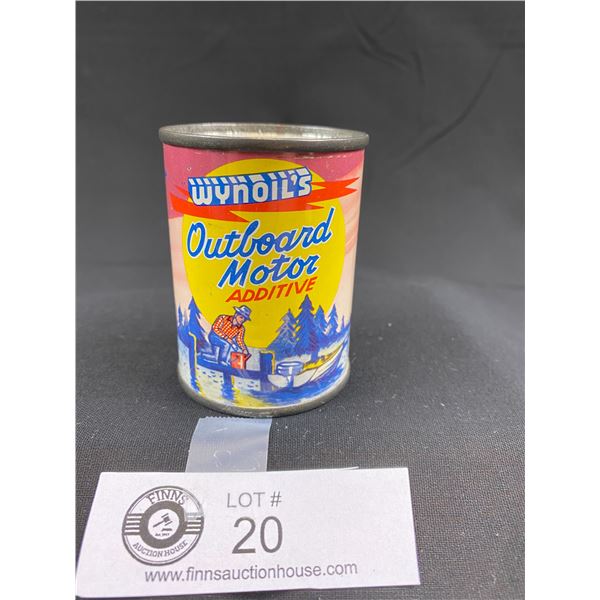 WYNOIL'S
Outboard
Motor
ADDITIVE
FINNS
AUCTION HOUSE
LOT #
20
www.finnsauctionhouse.com